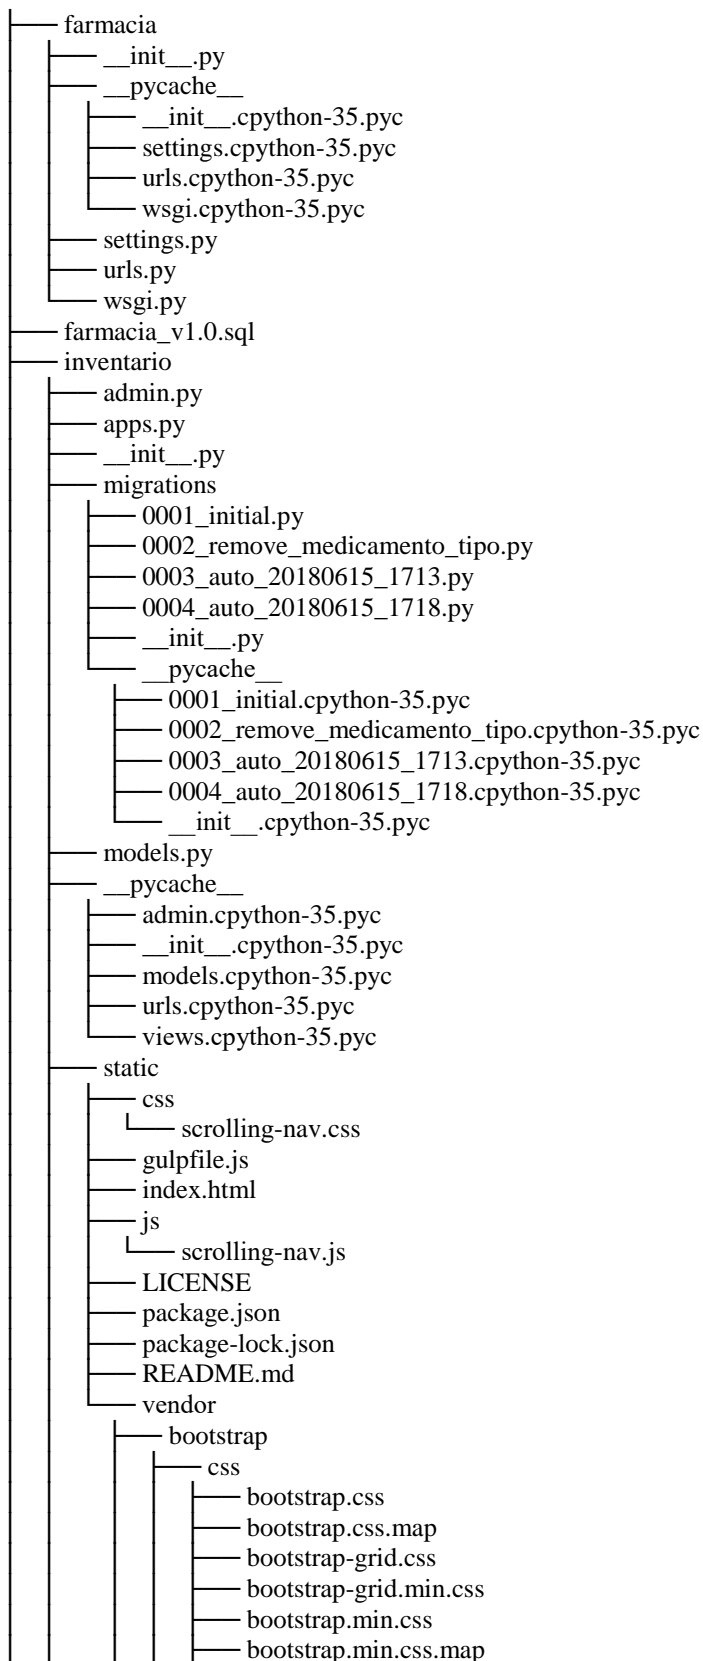 farmacia
__init__.py
__pycache__
__init__.cpython-35.pyc
settings.cpython-35.pyc
urls.cpython-35.pyc
wsgi.cpython-35.pyc
settings.py
urls.py
wsgi.py
farmacia_v1.0.sql
inventario
admin.py
apps.py
__init__.py
migrations
0001_initial.py
0002_remove_medicamento_tipo.py
0003_auto_20180615_1713.py
0004_auto_20180615_1718.py
__init__.py
__pycache__
0001_initial.cpython-35.pyc
0002_remove_medicamento_tipo.cpython-35.pyc
0003_auto_20180615_1713.cpython-35.pyc
0004_auto_20180615_1718.cpython-35.pyc
__init__.cpython-35.pyc
models.py
__pycache__
admin.cpython-35.pyc
__init__.cpython-35.pyc
models.cpython-35.pyc
urls.cpython-35.pyc
views.cpython-35.pyc
static
css
scrolling-nav.css
gulpfile.js
index.html
js
scrolling-nav.js
LICENSE
package.json
package-lock.json
README.md
vendor
bootstrap
css
bootstrap.css
bootstrap.css.map
bootstrap-grid.css
bootstrap-grid.min.css
bootstrap.min.css
bootstrap.min.css.map